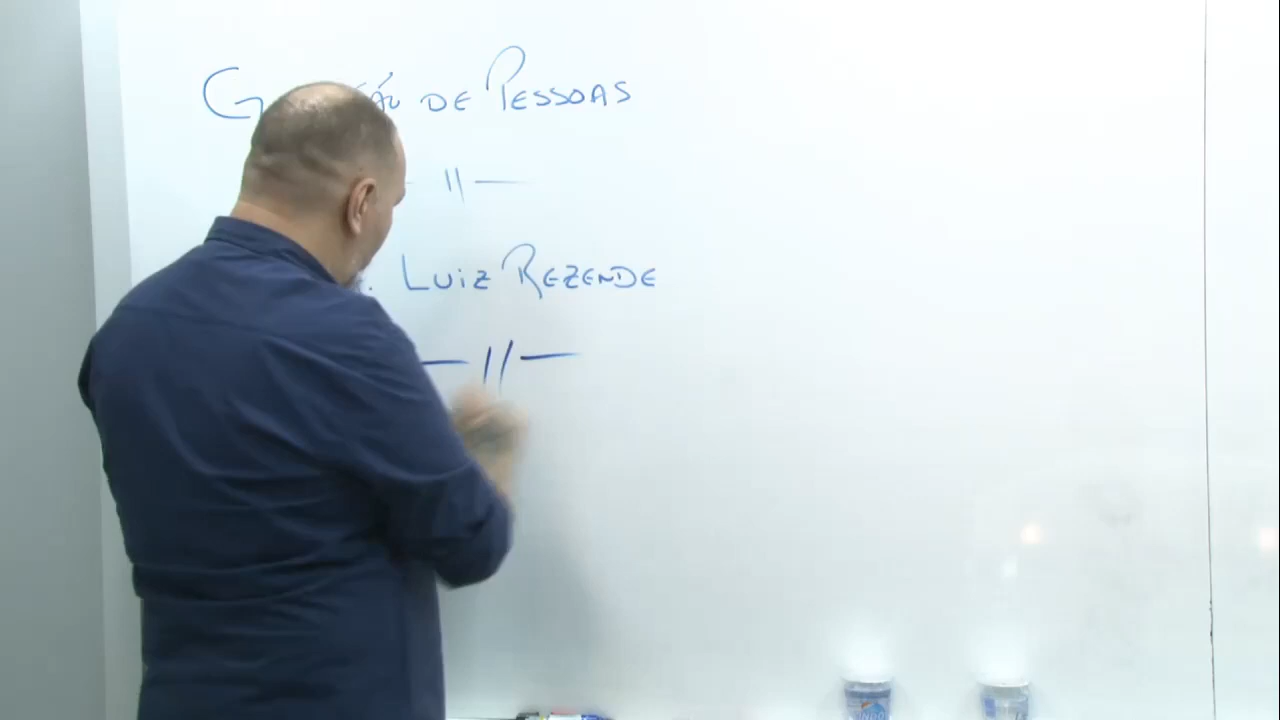 DE PESSOAS
— // —
LUIZ REZENDE
— // —